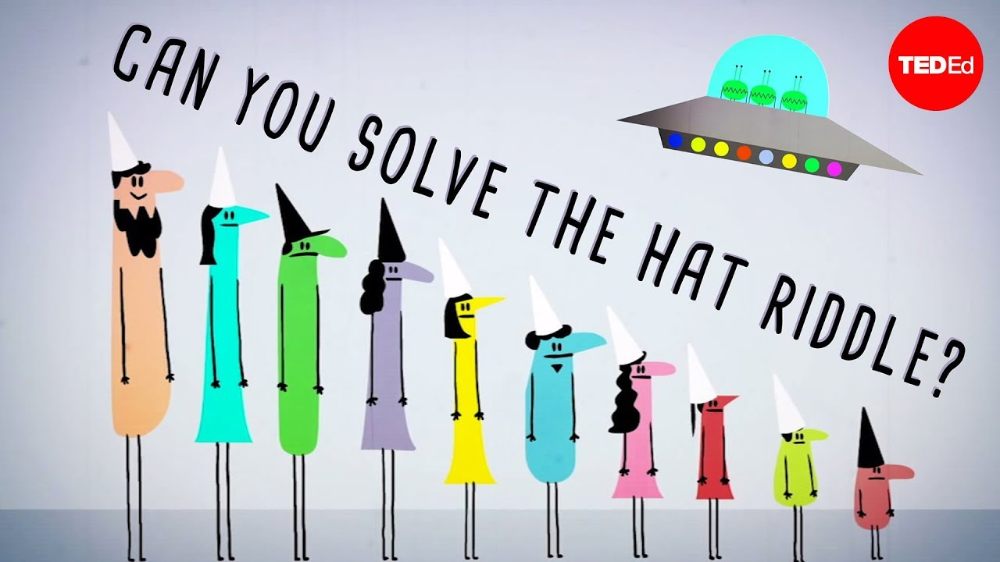 CAN YOU SOLVE THE HAT RIDDLE?
TEDEd